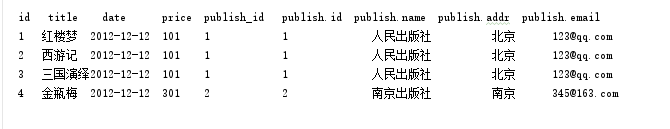 id title date price publish_id publish.id publish.name publish.addr publish.email
1 红楼梦 2012-12-12 101 1 1 人民出版社 北京 123@qq.com
2 西游记 2012-12-12 101 1 1 人民出版社 北京 123@qq.com
3 三国演绎 2012-12-12 101 1 1 人民出版社 北京 123@qq.com
4 金瓶梅 2012-12-12 301 2 2 南京出版社 南京 345@163.com